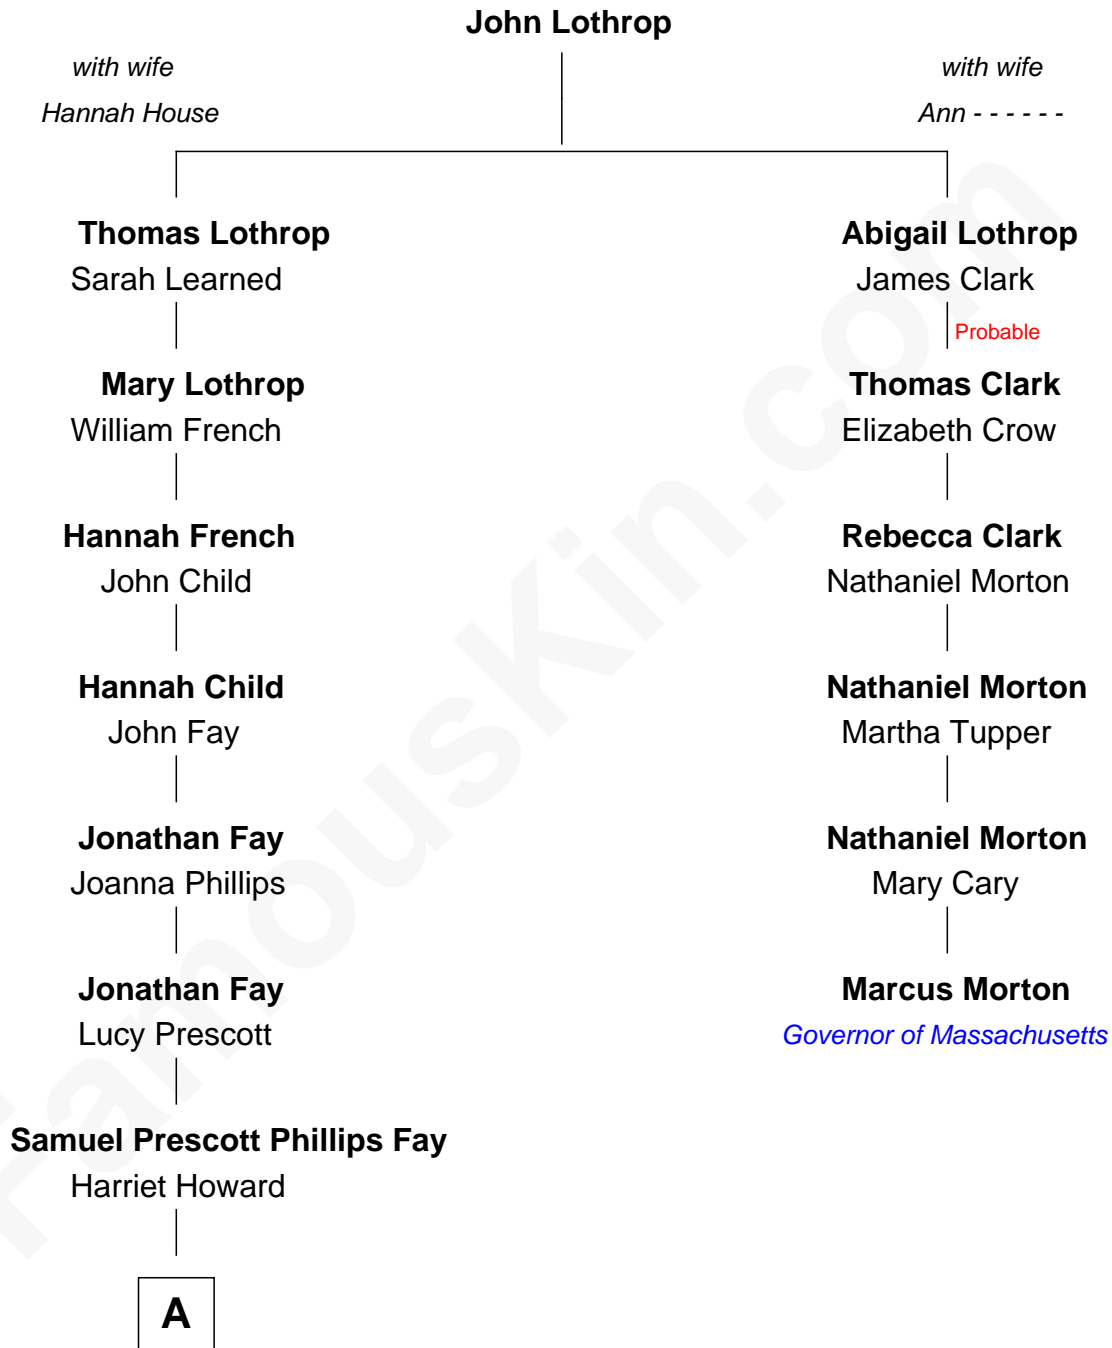 John Lothrop
with wife
Hannah House
with wife
Ann - - - - - -
Thomas Lothrop
Sarah Learned
Abigail Lothrop
James Clark
Probable
Mary Lothrop
William French
Thomas Clark
Elizabeth Crow
Hannah French
John Child
Rebecca Clark
Nathaniel Morton
Hannah Child
John Fay
Nathaniel Morton
Martha Tupper
Jonathan Fay
Joanna Phillips
Nathaniel Morton
Mary Cary
Jonathan Fay
Lucy Prescott
Marcus Morton
Governor of Massachusetts
Samuel Prescott Phillips Fay
Harriet Howard
A
FamousKin.com